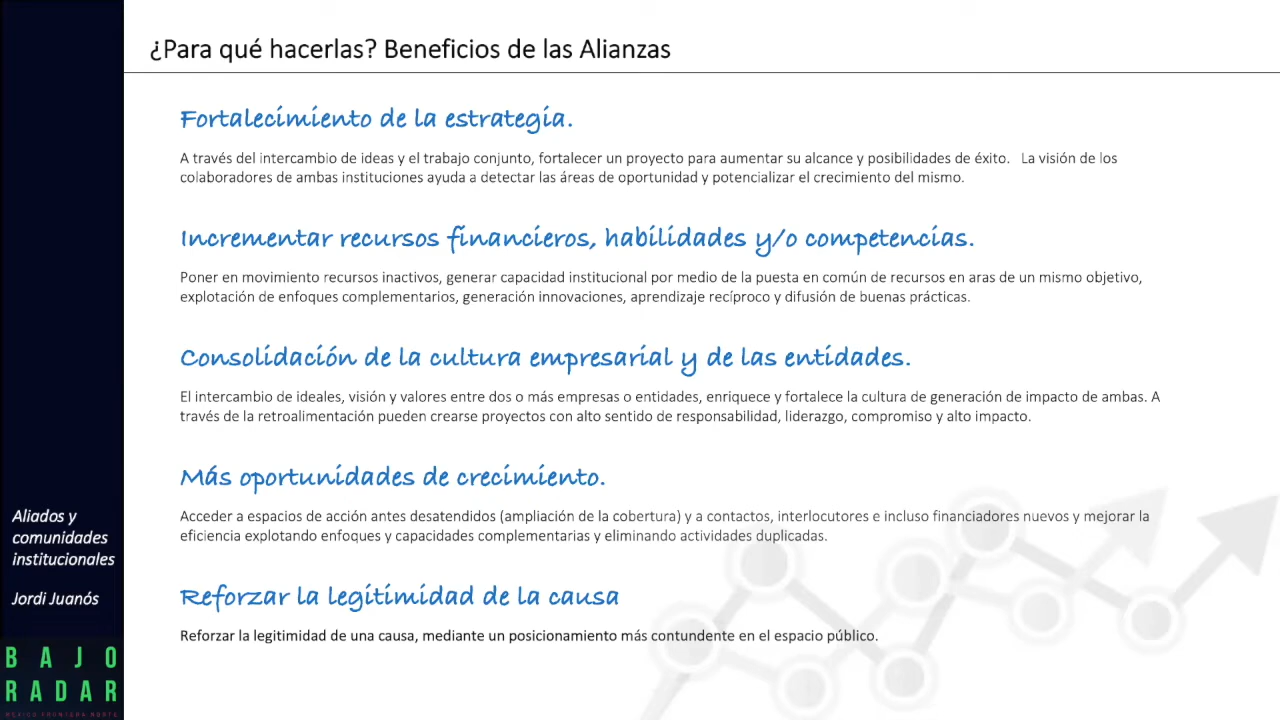 ¿Para qué hacerlas? Beneficios de las Alianzas
Fortalecimiento de la estrategia.
A través del intercambio de ideas y el trabajo conjunto, fortalecer un proyecto para aumentar su alcance y posibilidades de éxito. La visión de los
colaboradores de ambas instituciones ayuda a detectar las áreas de oportunidad y potencializar el crecimiento del mismo.
Incrementar recursos financieros, habilidades y/o competencias.
Poner en movimiento recursos inactivos, generar capacidad institucional por medio de la puesta en común de recursos en aras de un mismo objetivo,
explotación de enfoques complementarios, generación innovaciones, aprendizaje recíproco y difusión de buenas prácticas.
Consolidación de la cultura empresarial y de las entidades.
El intercambio de ideales, visión y valores entre dos o más empresas o entidades, enriquece y fortalece la cultura de generación de impacto de ambas. A
través de la retroalimentación pueden crearse proyectos con alto sentido de responsabilidad, liderazgo, compromiso y alto impacto.
Más oportunidades de crecimiento.
Acceder a espacios de acción antes desatendidos (ampliación de la cobertura) y a contactos, interlocutores e incluso financiadores nuevos y mejorar la
eficiencia explotando enfoques y capacidades complementarias y eliminando actividades duplicadas.
Reforzar la legitimidad de la causa
Reforzar la legitimidad de una causa, mediante un posicionamiento más contundente en el espacio público.
Aliados y
comunidades
institucionales
Jordi Juanós
BAJO
RADAR
MÉXICO FRONTERA NORTE